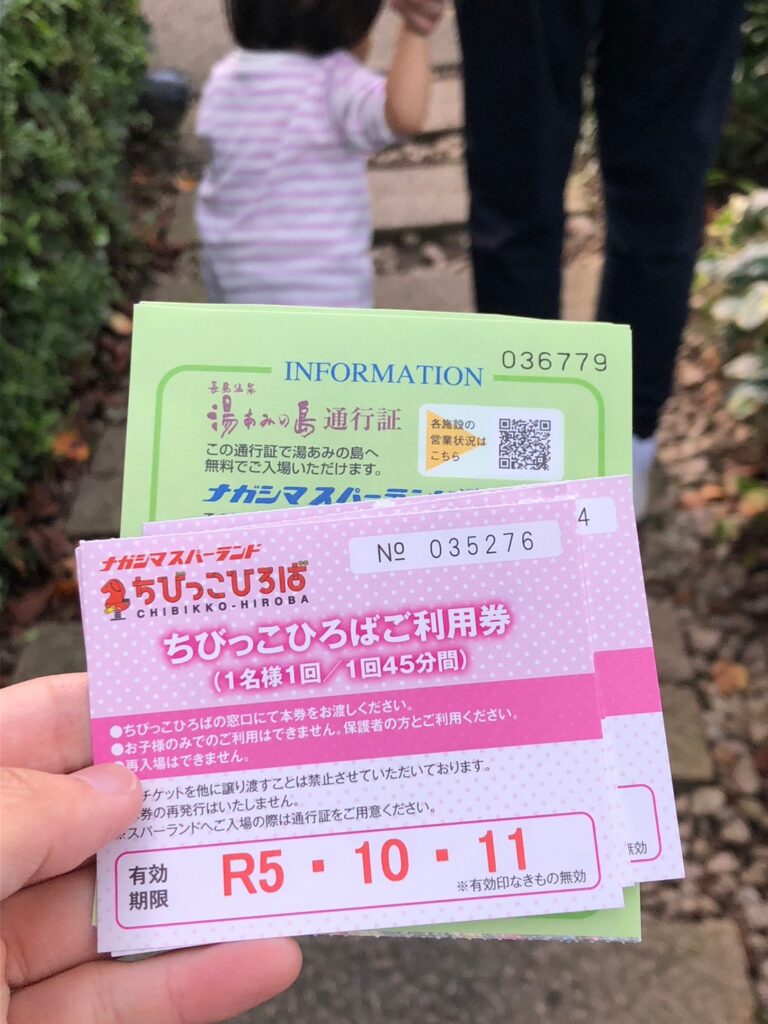 INFORMATION
036779
長島温泉
湯あみの島 通行証
各施設の
営業状況は
こちら
この通行証で湯あみの島へ
無料でご入場いただけます。
ナガシマスパーランド
4
ナガシマスパーランド
ちびっこひろば
CHIBIKKO-HIROBA
№ 035276
ちびっこひろばご利用券
(1名様1回/1回45分間)
●ちびっこひろばの窓口にて本券をお渡しください。
●お子様のみでのご利用はできません。保護者の方とご利用ください。
●再入場はできません。
チケットを他に譲り渡すことは禁止させていただいております。
券の再発行はいたしません。
※スパーランドへご入場の際は通行証をご用意ください。
有効
期限
R5・10・11
※有効印なきもの無効
無効